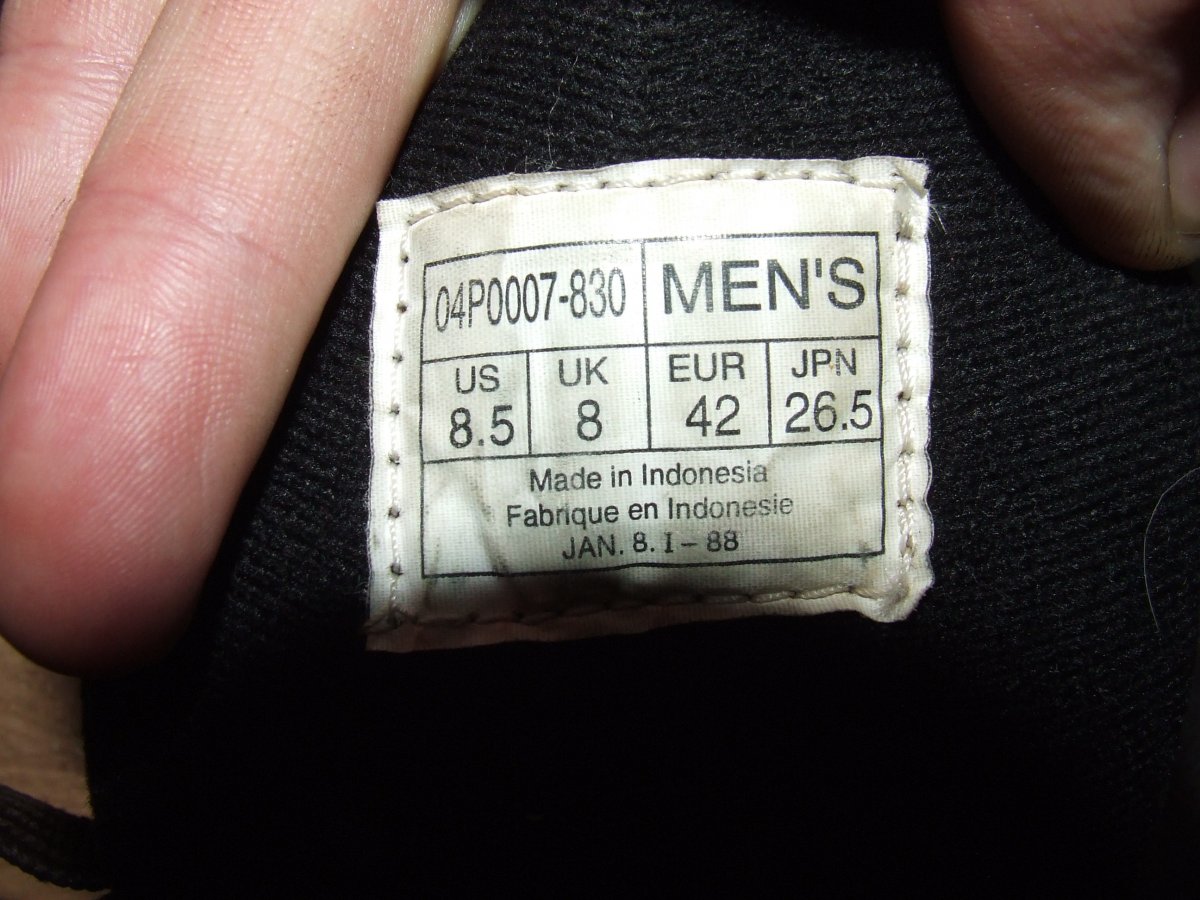 04P0007-830 MEN'S
US UK EUR JPN
8.5 8 42 26.5
Made in Indonesia
Fabrique en Indonesie
JAN. 8. I - 88